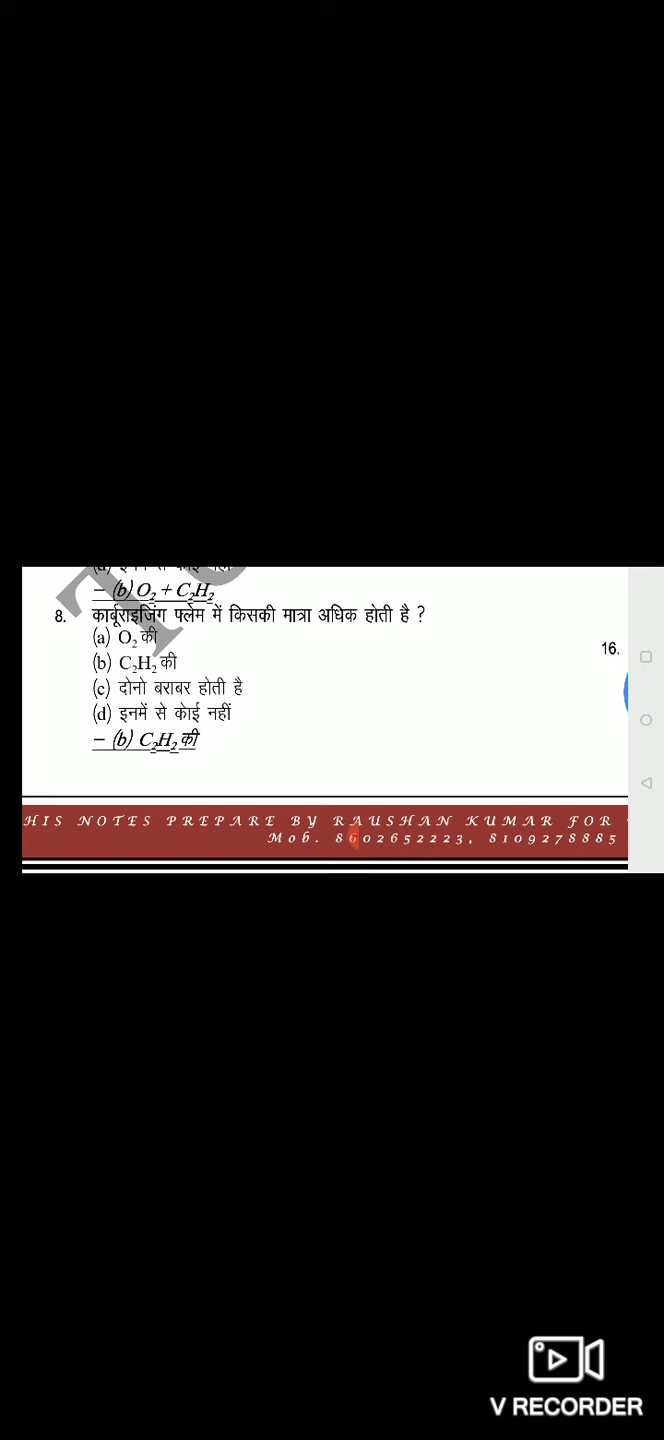 – (b) O₂ + C₂H₂
8. कार्बूराइजिंग फ्लेम में किसकी मात्रा अधिक होती है ?
(a) O₂ की
(b) C₂H₂ की
(c) दोनो बराबर होती है
(d) इनमें से केाई नहीं
– (b) C₂H₂ की
16.
HIS NOTES PREPARE BY RAUSHAN KUMAR FOR
Mob. 8602652223, 8109278885
V RECORDER